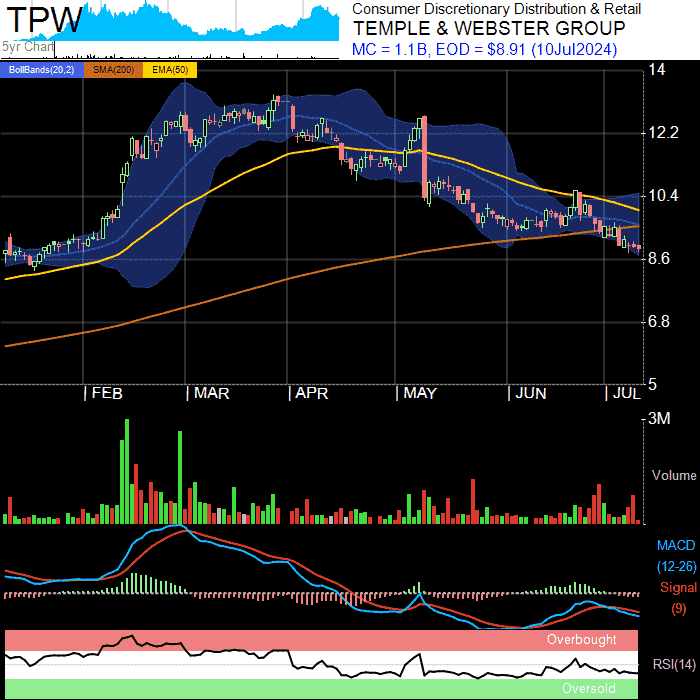 TPW
Consumer Discretionary Distribution & Retail
TEMPLE & WEBSTER GROUP
5yr Chart
MC = 1.1B, EOD = $8.91 (10Jul2024)
BollBands(20,2) SMA(200) EMA(50)
14
12.2
10.4
8.6
6.8
5
FEB MAR APR MAY JUN JUL
3M
Volume
MACD
(12-26)
Signal
(9)
Overbought
RSI(14)
Oversold